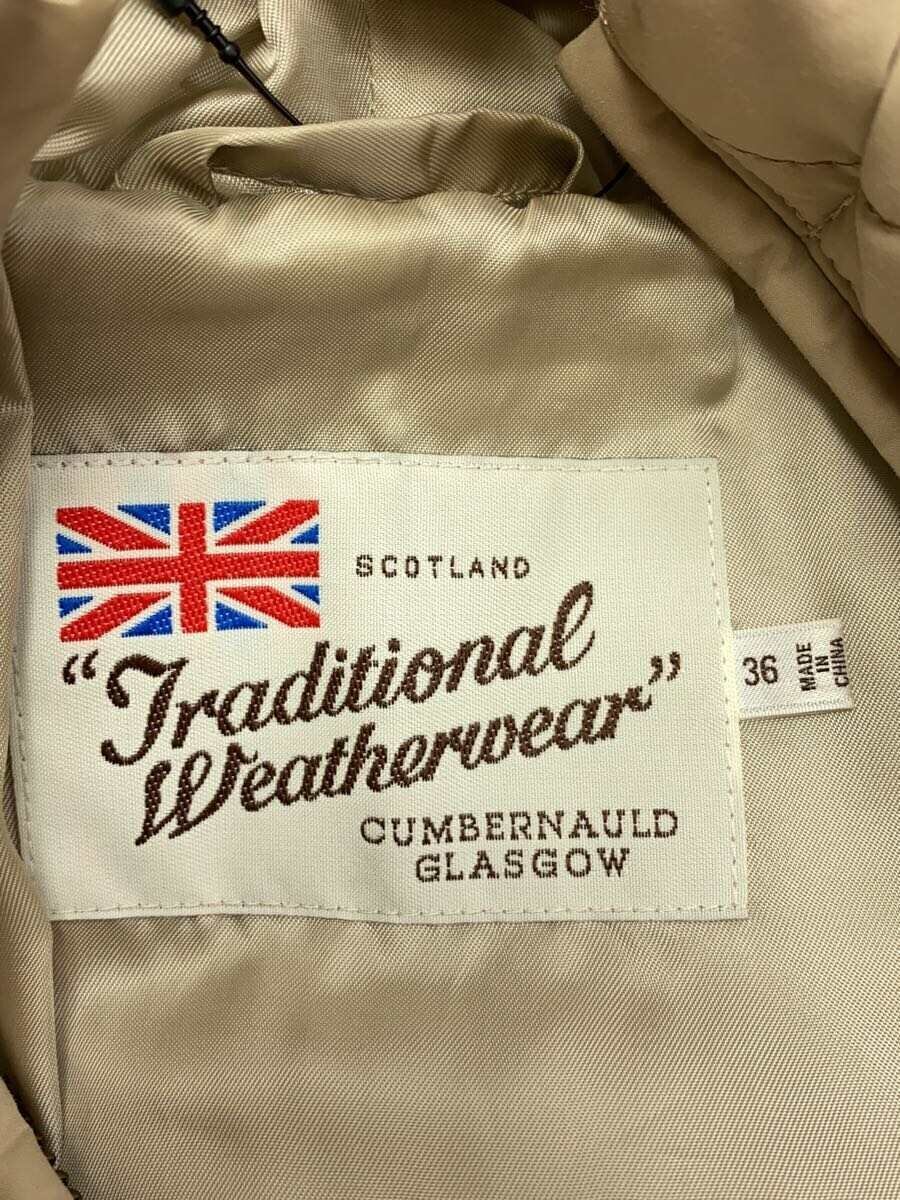 SCOTLAND
"Traditional
Weatherwear"
CUMBERNAULD
GLASGOW
36
MADE
IN
CHINA